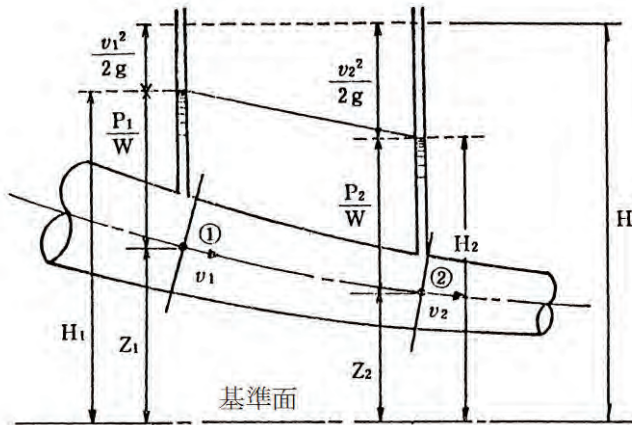 v₁²
2g
v₂²
2g
H
P₁
W
P₂
W
H₂
①
②
v₁
v₂
H₁
Z₁
Z₂
基準面